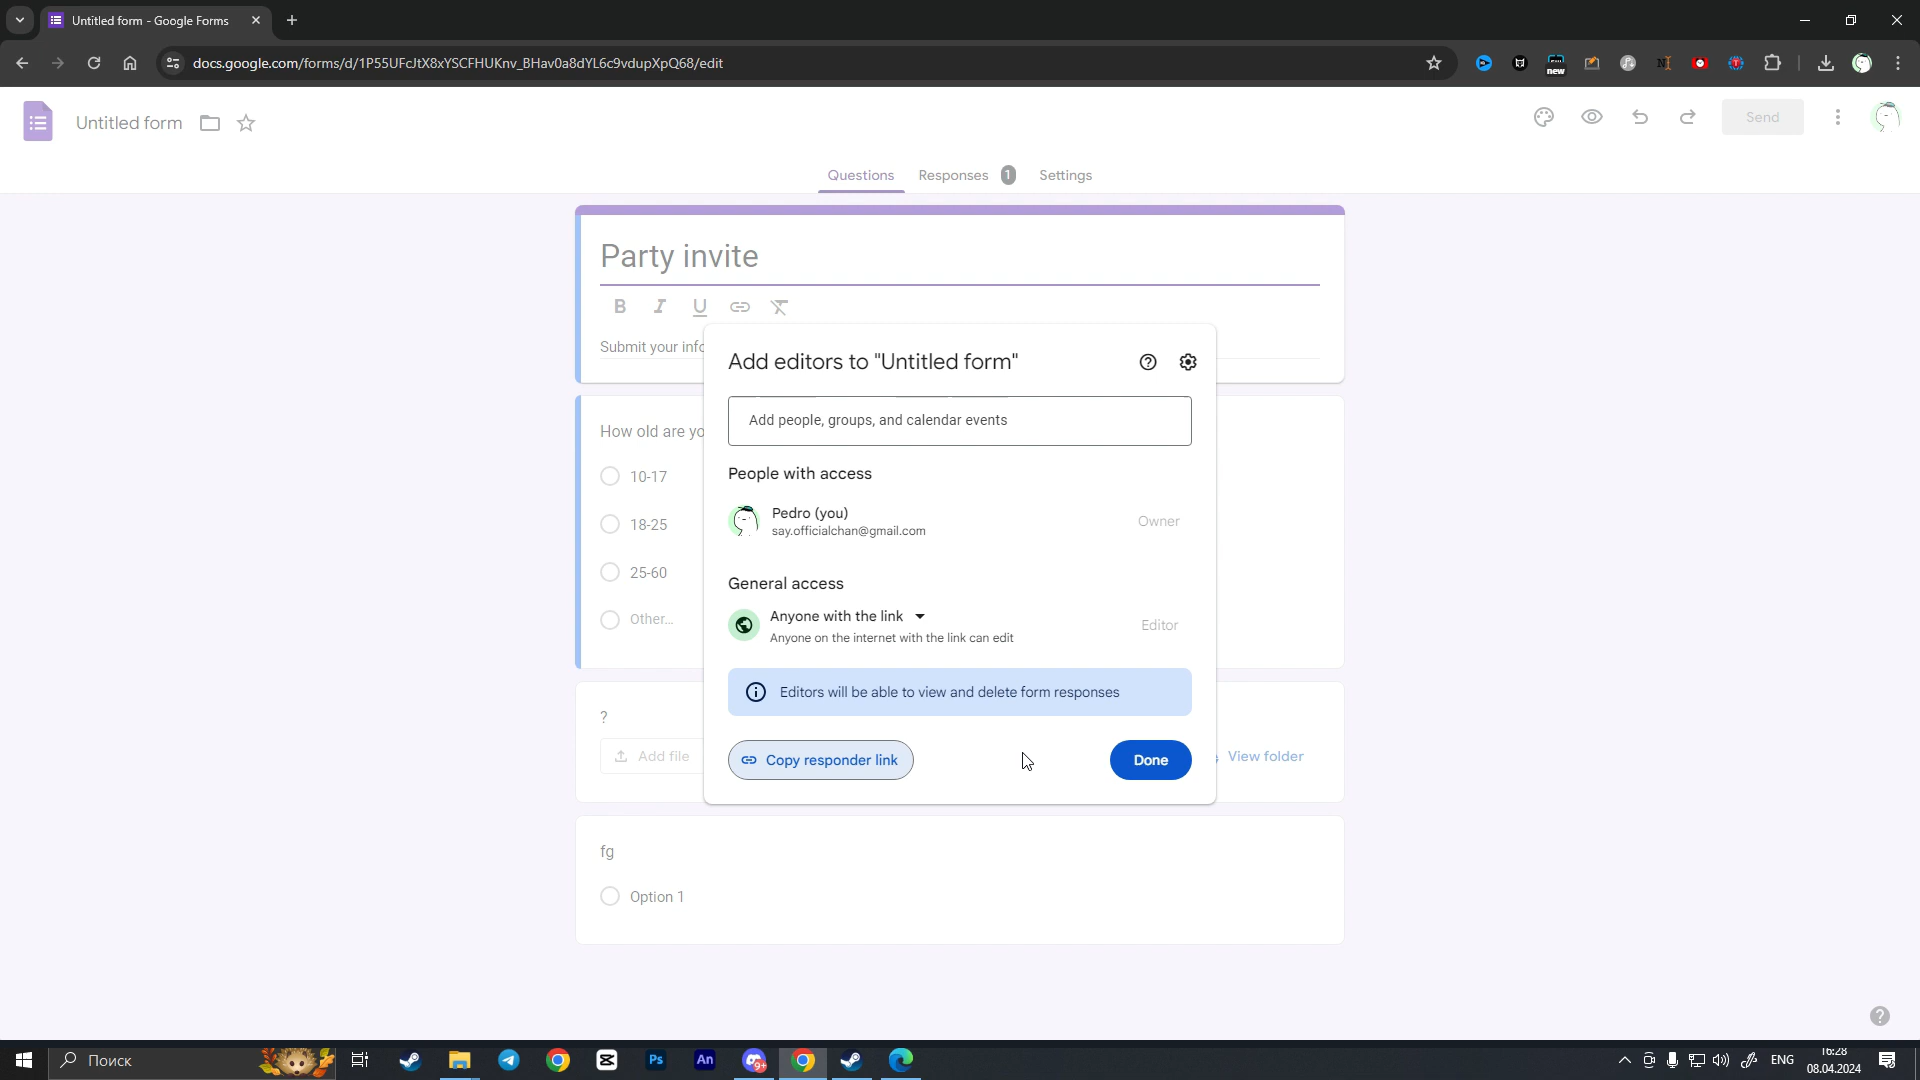 Untitled form - Google Forms
docs.google.com/forms/d/1P55UFcJtX8xYSCFHUKnv_BHav0a8dYL6c9vdupXpQ68/edit
new
Untitled form
Send
Questions
Responses 1
Settings
Party invite
B I U
Submit your info
Add editors to "Untitled form"
Add people, groups, and calendar events
How old are yo
10-17
18-25
25-60
Other...
People with access
Pedro (you)
say.officialchan@gmail.com
Owner
General access
Anyone with the link
Anyone on the internet with the link can edit
Editor
Editors will be able to view and delete form responses
?
Add file
View folder
Copy responder link
Done
fg
Option 1
Поиск
Ps
An
9+
ENG
16:28
08.04.2024